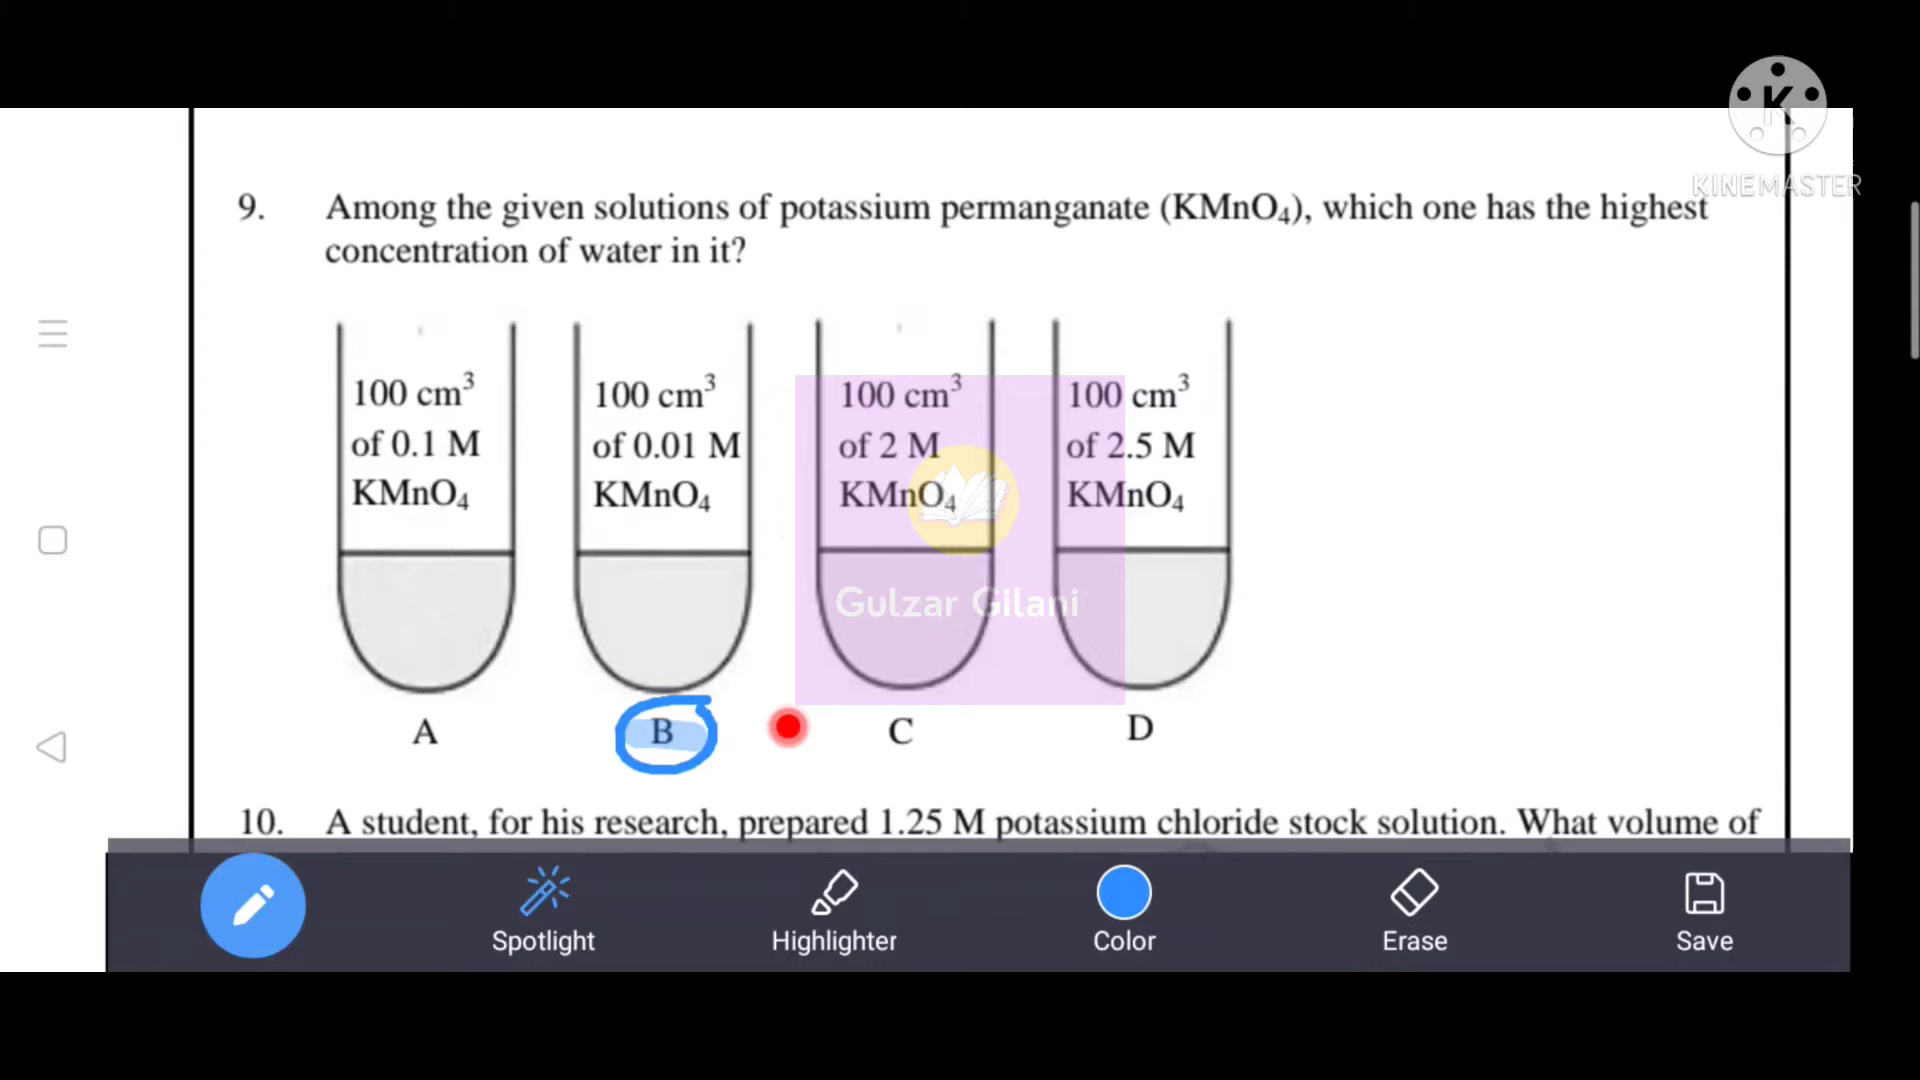 K
KINEMASTER
9. Among the given solutions of potassium permanganate (KMnO₄), which one has the highest
concentration of water in it?
100 cm³
of 0.1 M
KMnO₄
100 cm³
of 0.01 M
KMnO₄
100 cm³
of 2 M
KMnO₄
100 cm³
of 2.5 M
KMnO₄
Gulzar Gilani
A
B
C
D
10. A student, for his research, prepared 1.25 M potassium chloride stock solution. What volume of
Spotlight
Highlighter
Color
Erase
Save